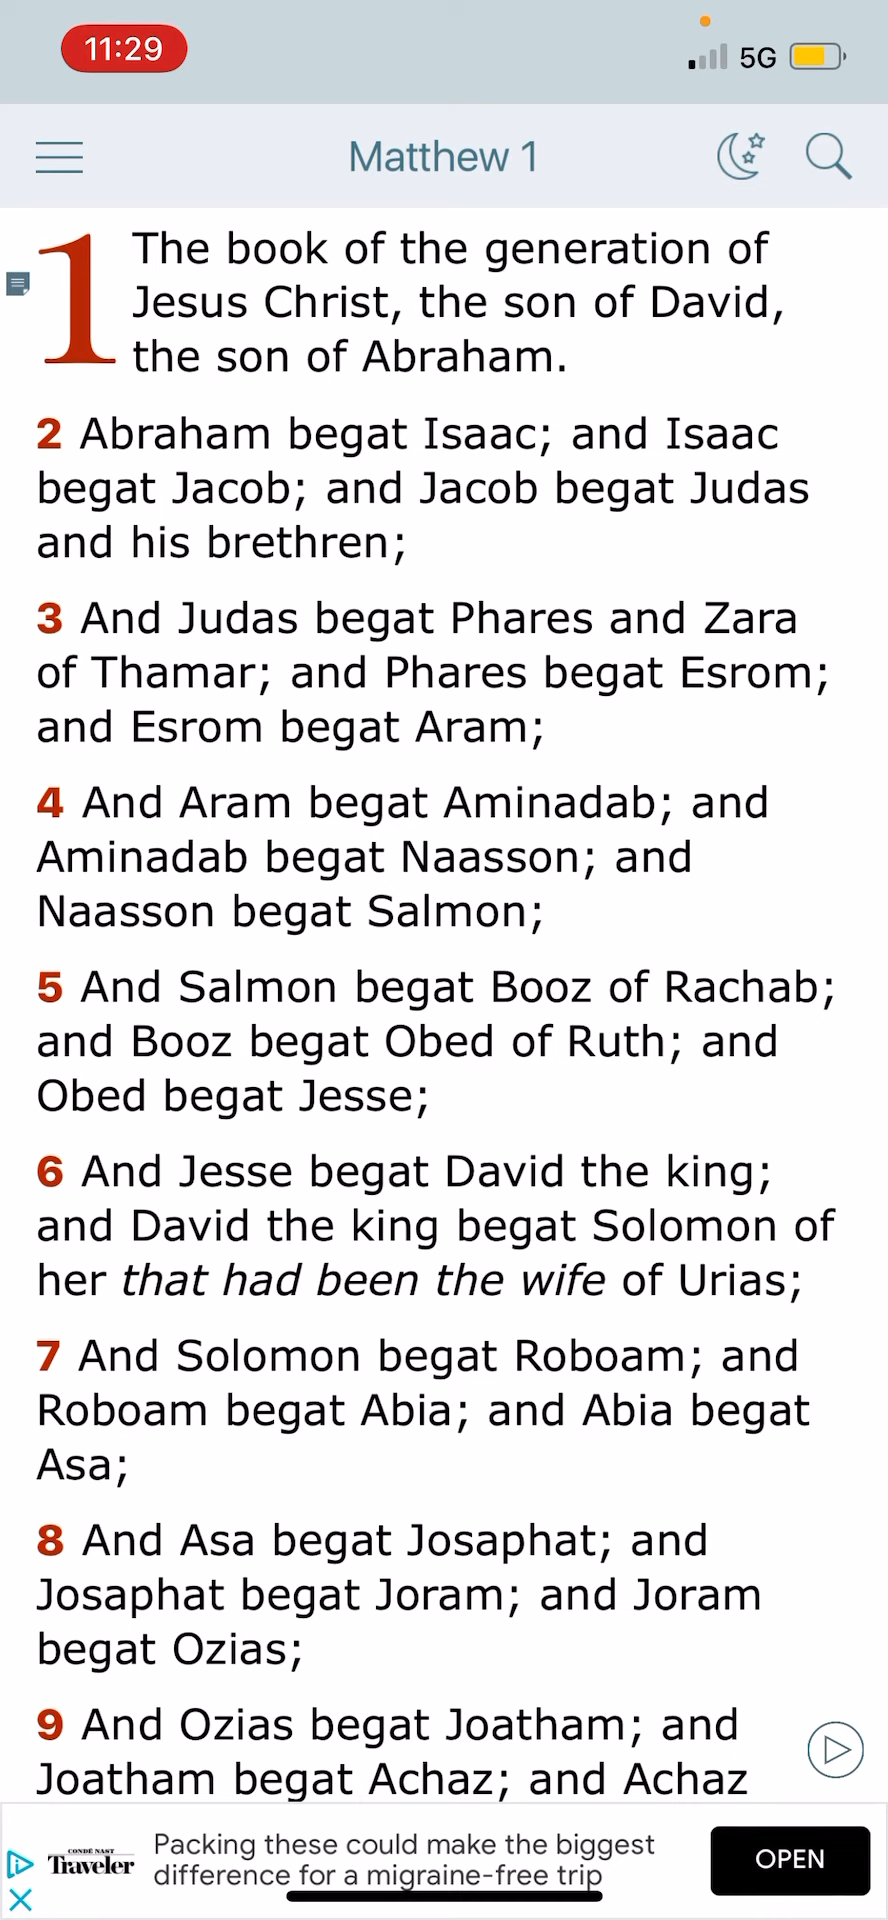 11:29
5G
Matthew 1
1 The book of the generation of
Jesus Christ, the son of David,
the son of Abraham.
2 Abraham begat Isaac; and Isaac
begat Jacob; and Jacob begat Judas
and his brethren;
3 And Judas begat Phares and Zara
of Thamar; and Phares begat Esrom;
and Esrom begat Aram;
4 And Aram begat Aminadab; and
Aminadab begat Naasson; and
Naasson begat Salmon;
5 And Salmon begat Booz of Rachab;
and Booz begat Obed of Ruth; and
Obed begat Jesse;
6 And Jesse begat David the king;
and David the king begat Solomon of
her that had been the wife of Urias;
7 And Solomon begat Roboam; and
Roboam begat Abia; and Abia begat
Asa;
8 And Asa begat Josaphat; and
Josaphat begat Joram; and Joram
begat Ozias;
9 And Ozias begat Joatham; and
Joatham begat Achaz; and Achaz
CONDÉ NAST
Traveler
Packing these could make the biggest
difference for a migraine-free trip
OPEN